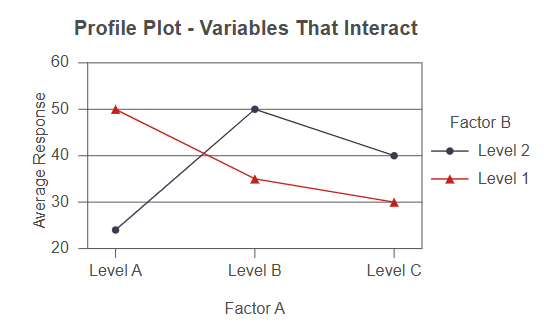 Profile Plot - Variables That Interact
60
50
40
30
20
Average Response
Level A
Level B
Level C
Factor A
Factor B
Level 2
Level 1